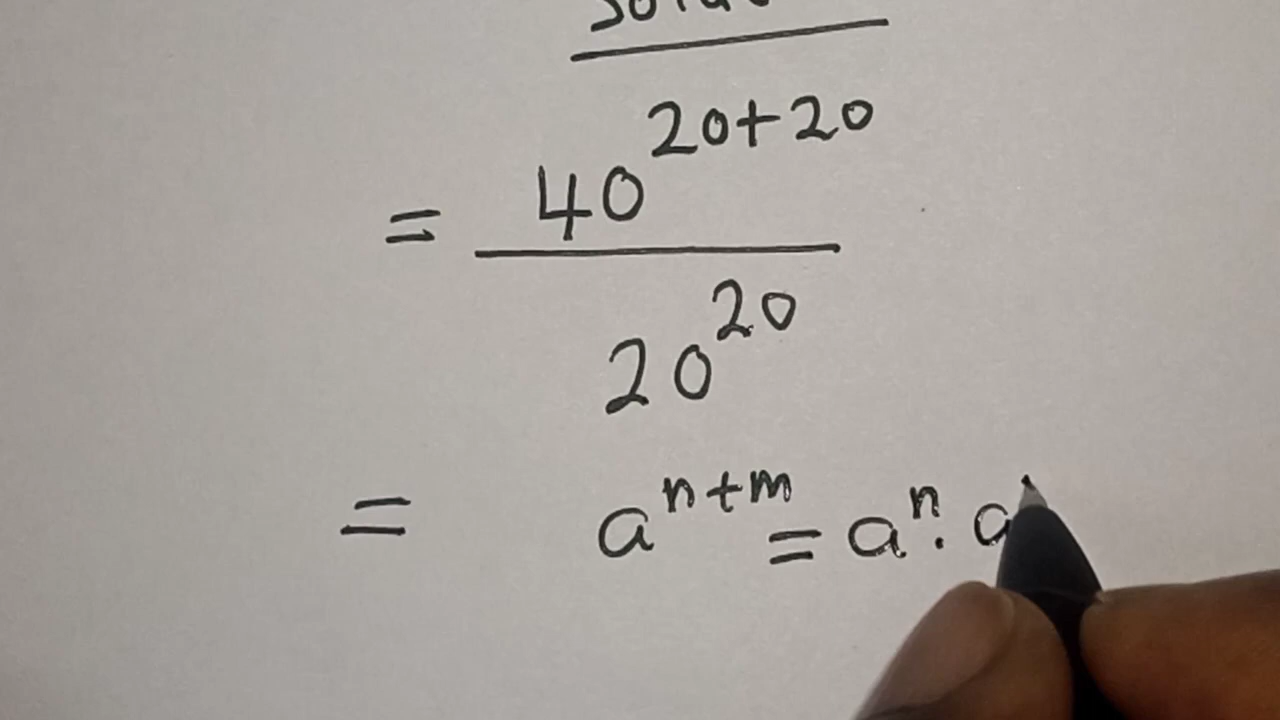 = 40^{20+20}
20^{20}
= a^{n+m} = a^n . a